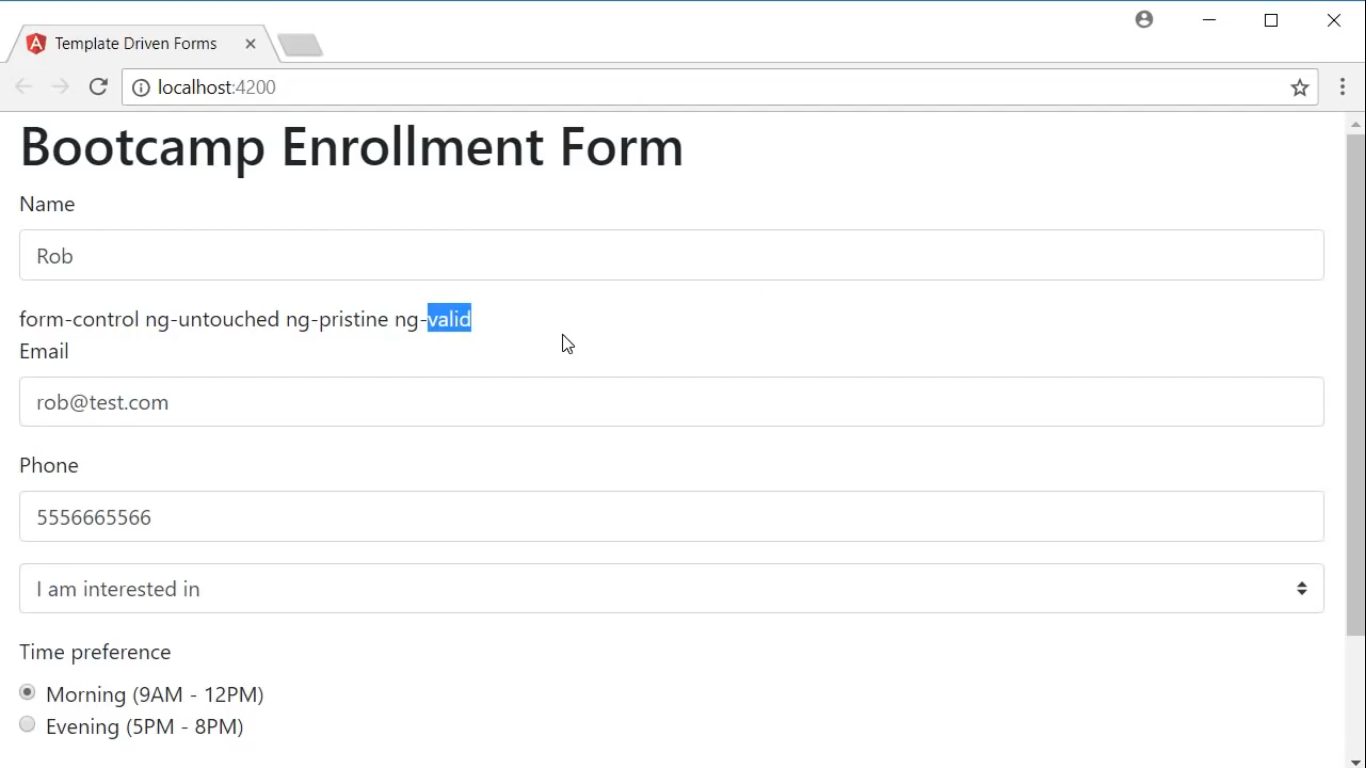 Template Driven Forms
localhost:4200
Bootcamp Enrollment Form
Name
Rob
form-control ng-untouched ng-pristine ng-valid
Email
rob@test.com
Phone
5556665566
I am interested in
Time preference
Morning (9AM - 12PM)
Evening (5PM - 8PM)